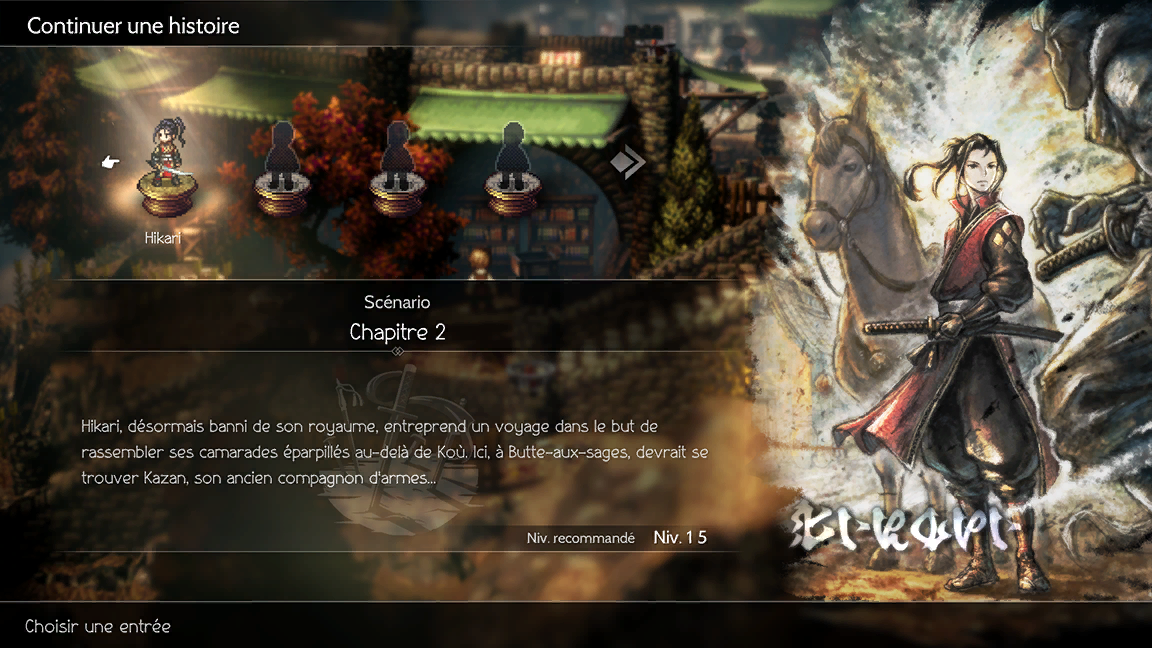 Continuer une histoire
Hikari
Scénario
Chapitre 2
Hikari, désormais banni de son royaume, entreprend un voyage dans le but de
rassembler ses camarades éparpillés au-delà de Koù. Ici, à Butte-aux-sages, devrait se
trouver Kazan, son ancien compagnon d'armes...
Niv. recommandé Niv. 15
Choisir une entrée